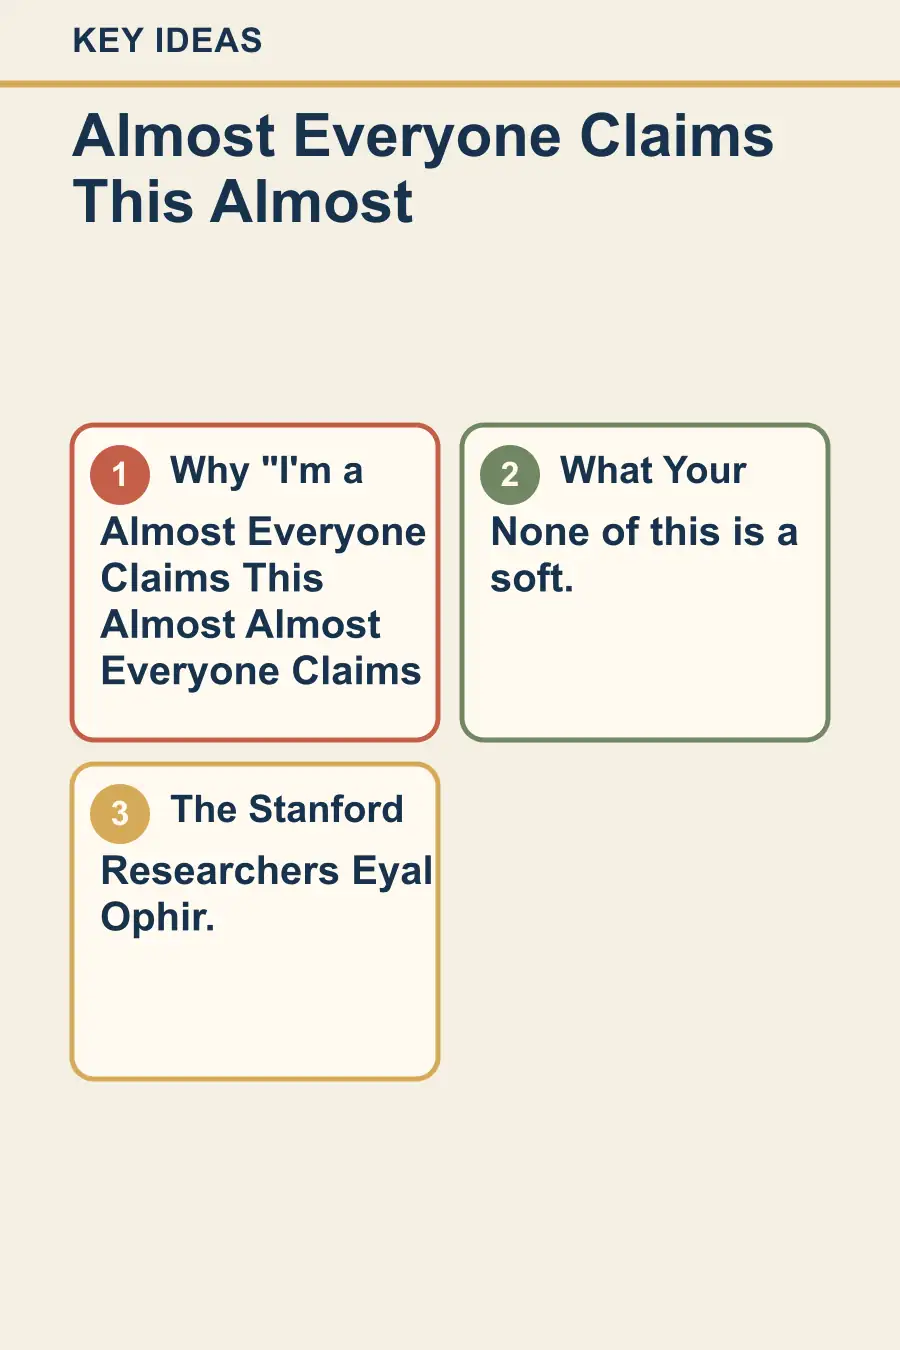 KEY IDEAS
Almost Everyone Claims
This Almost
1 Why "I'm a
Almost Everyone
Claims This
Almost Almost
Everyone Claims
2 What Your
None of this is a
soft.
3 The Stanford
Researchers Eyal
Ophir.